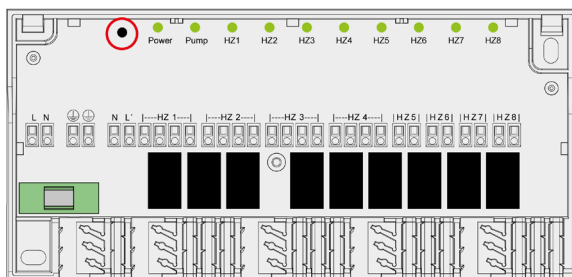 Power Pump HZ1 HZ2 HZ3 HZ4 HZ5 HZ6 HZ7 HZ8
L N N L' |----HZ 1----| |----HZ 2----| |----HZ 3----| |----HZ 4----| |HZ5| |HZ6| |HZ7| |HZ8|